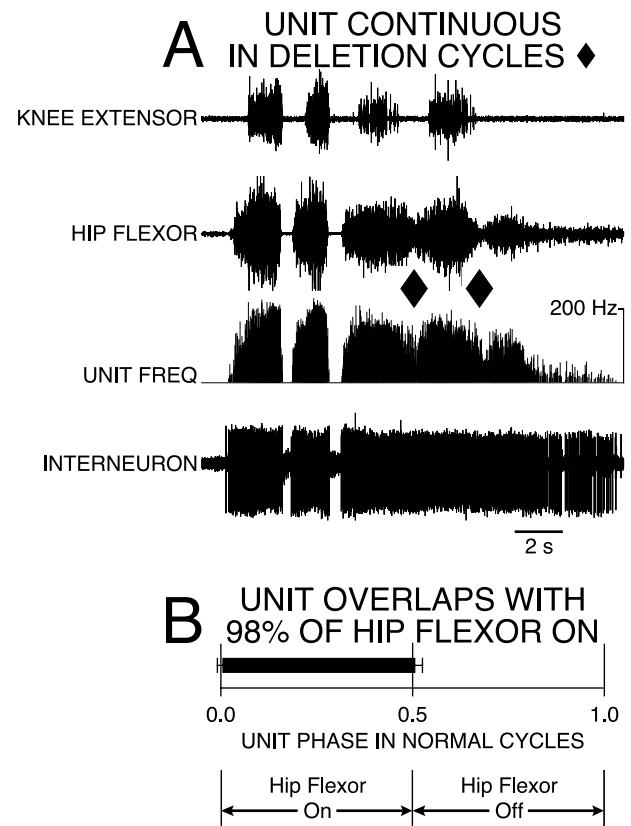 A
UNIT CONTINUOUS
IN DELETION CYCLES ♦
KNEE EXTENSOR
HIP FLEXOR
200 Hz
UNIT FREQ
INTERNEURON
2 s
B
UNIT OVERLAPS WITH
98% OF HIP FLEXOR ON
0.0 0.5 1.0
UNIT PHASE IN NORMAL CYCLES
Hip Flexor Hip Flexor
On Off